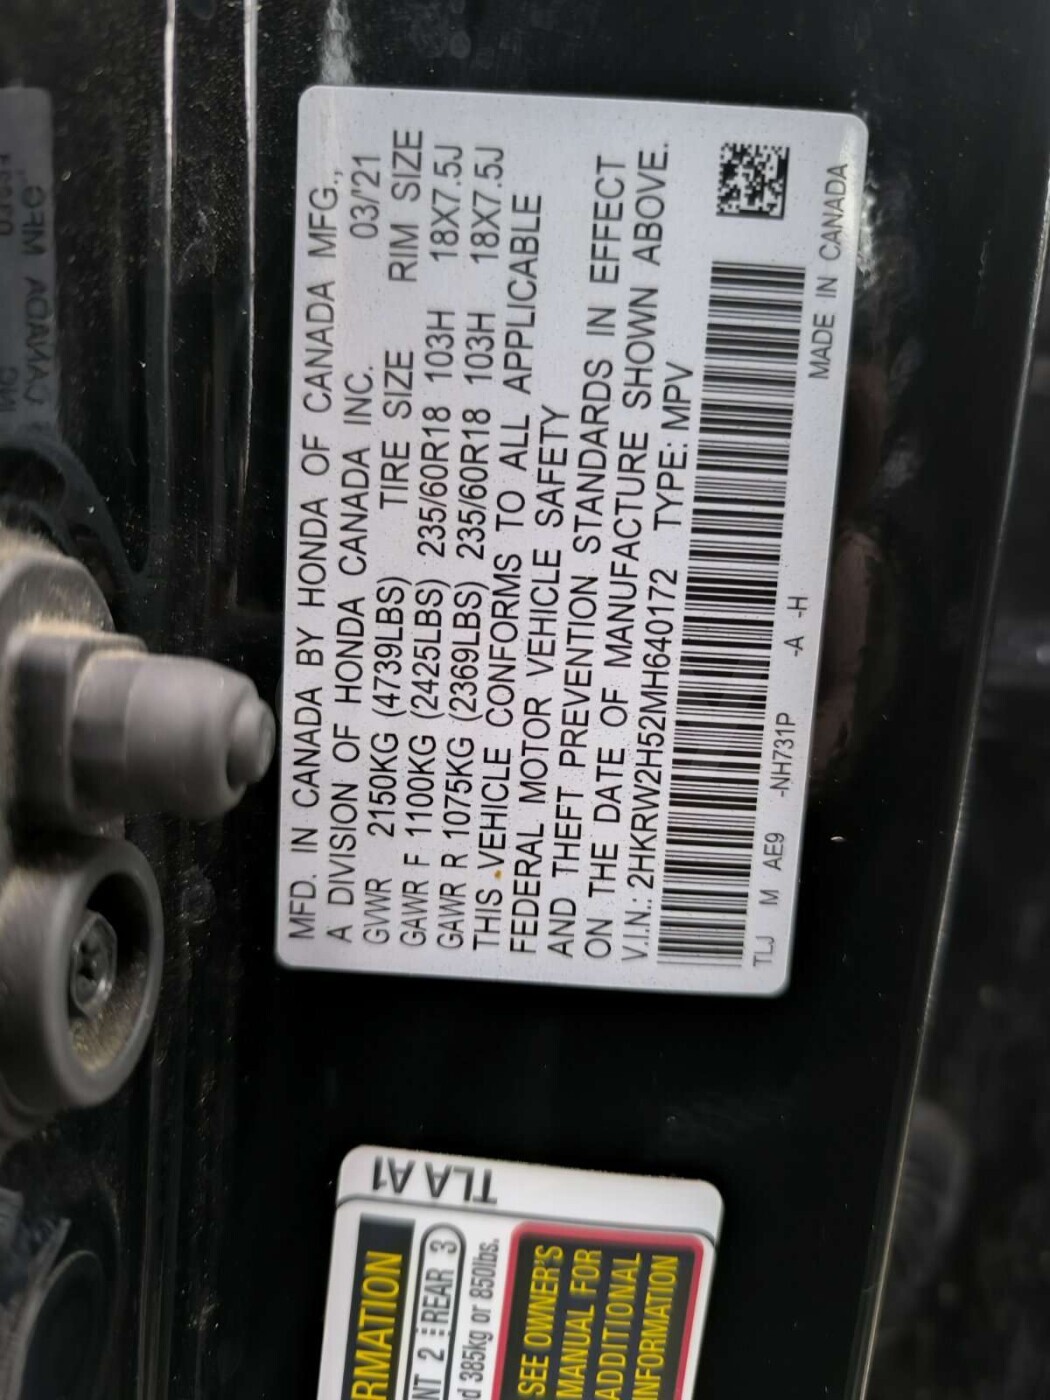 MFD. IN CANADA BY HONDA OF CANADA MFG.,
A DIVISION OF HONDA CANADA INC. 03/'21
GVWR 2150KG (4739LBS) TIRE SIZE RIM SIZE
GAWR F 1100KG (2425LBS) 235/60R18 103H 18X7.5J
GAWR R 1075KG (2369LBS) 235/60R18 103H 18X7.5J
THIS VEHICLE CONFORMS TO ALL APPLICABLE
FEDERAL MOTOR VEHICLE SAFETY
AND THEFT PREVENTION STANDARDS IN EFFECT
ON THE DATE OF MANUFACTURE SHOWN ABOVE.
V.I.N.: 2HKRW2H52MH640172 TYPE: MPV
TLJ M AE9 -NH731P -A -H
MADE IN CANADA
TLA A1
RMATION
NT 2 REAR 3
d 385kg or 850lbs.
SEE OWNER'S
MANUAL FOR
ADDITIONAL
INFORMATION